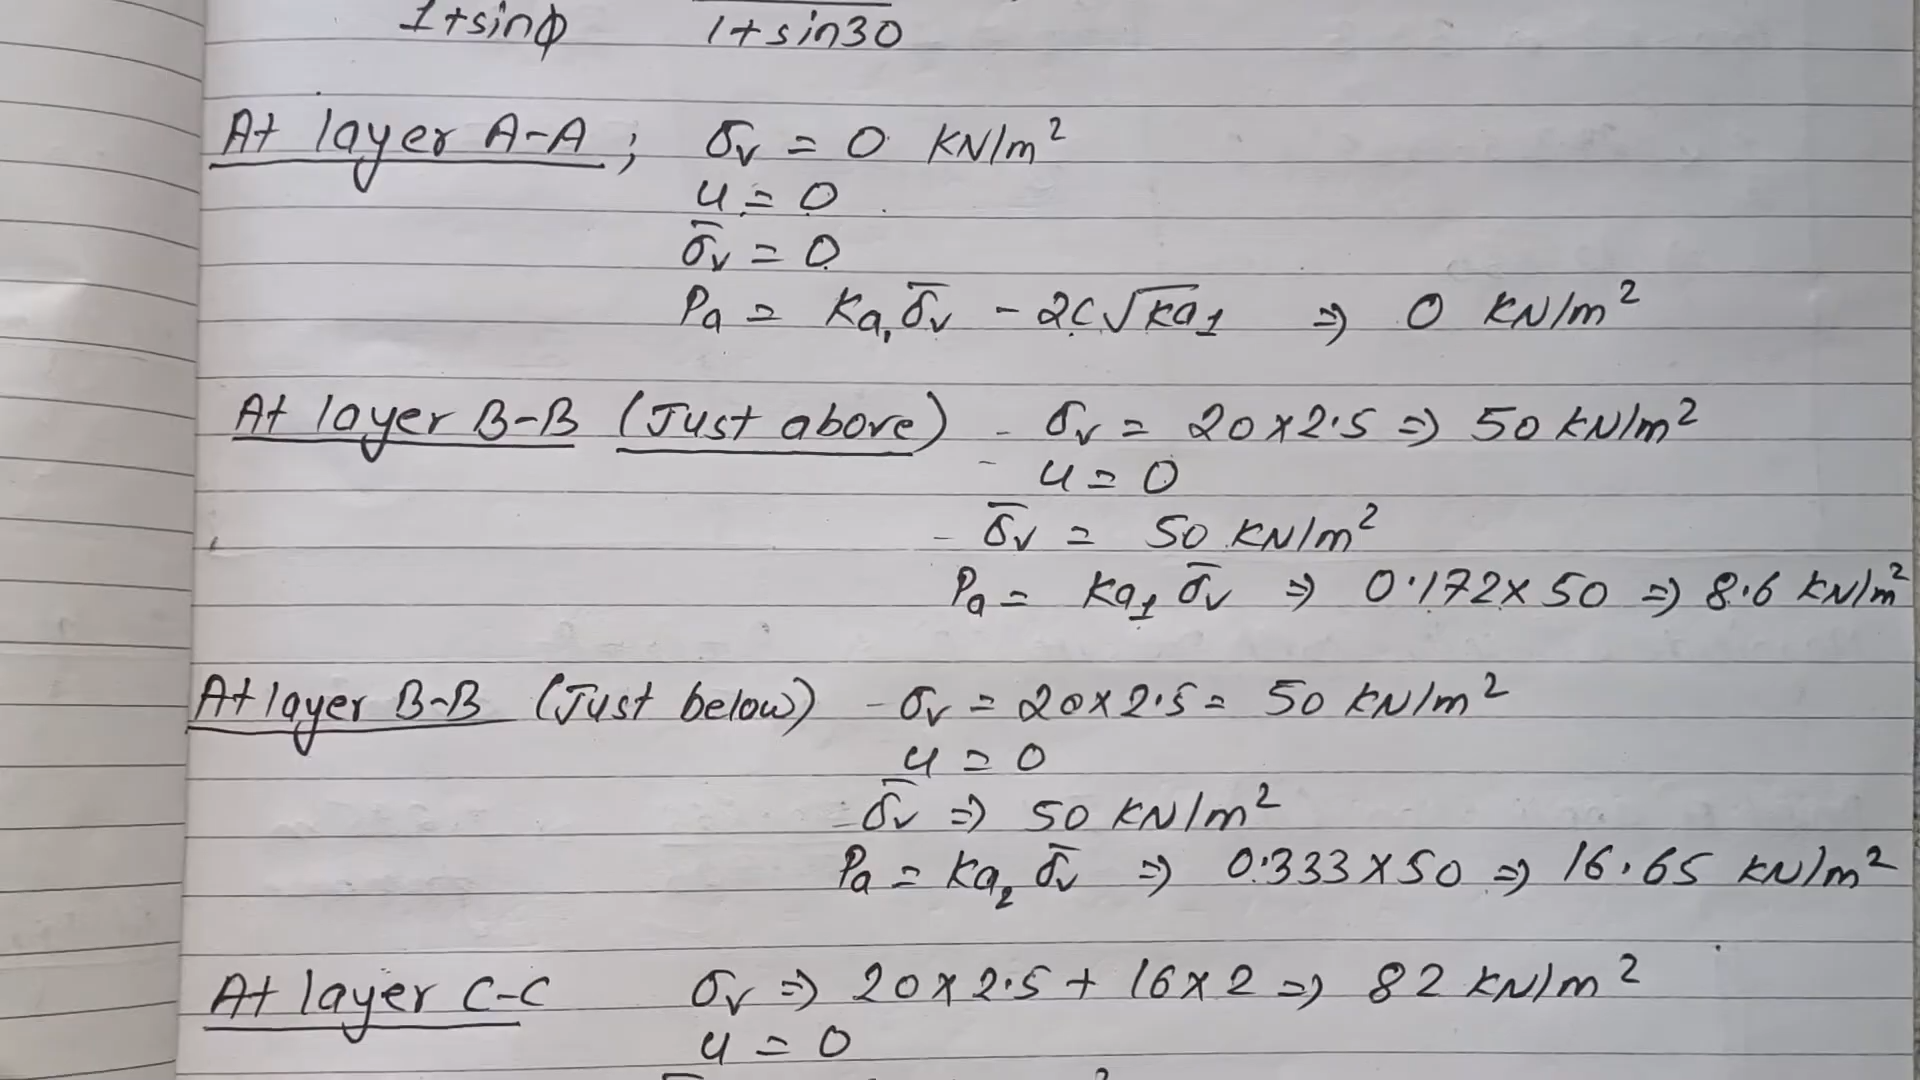 1+sinϕ 1+sin30
At layer A-A ; σv = 0 KN/m²
u = 0
σ̄v = 0
Pa = Ka₁ σ̄v - 2C√ka1 ⇒ 0 KN/m²
At layer B-B (Just above) - σv = 20×2.5 ⇒ 50 KN/m²
- u = 0
- σ̄v = 50 KN/m²
Pa = Ka1 σ̄v ⇒ 0.172×50 ⇒ 8.6 KN/m²
At layer B-B (Just below) - σv = 20×2.5 = 50 KN/m²
u = 0
σ̄v ⇒ 50 KN/m²
Pa = Ka₂ σ̄v ⇒ 0.333×50 ⇒ 16.65 KN/m²
At layer C-C σv ⇒ 20×2.5 + 16×2 ⇒ 82 KN/m²
u = 0